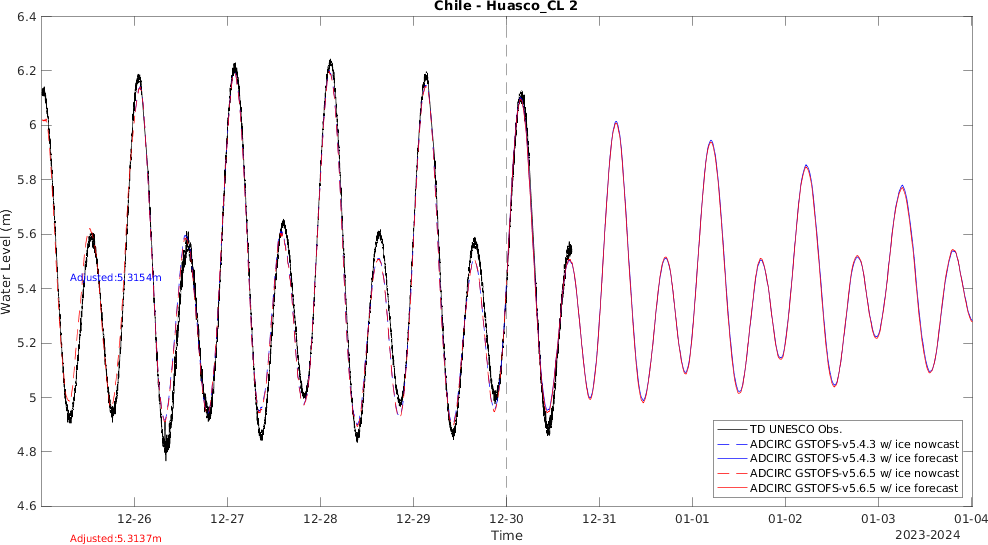 Chile - Huasco_CL 2
6.4
6.2
6
5.8
5.6
5.4
5.2
5
4.8
4.6
Water Level (m)
Adjusted:5.3154m
TD UNESCO Obs.
ADCIRC GSTOFS-v5.4.3 w/ ice nowcast
ADCIRC GSTOFS-v5.4.3 w/ ice forecast
ADCIRC GSTOFS-v5.6.5 w/ ice nowcast
ADCIRC GSTOFS-v5.6.5 w/ ice forecast
12-26 12-27 12-28 12-29 12-30 12-31 01-01 01-02 01-03 01-04
Time
2023-2024
Adjusted:5.3137m